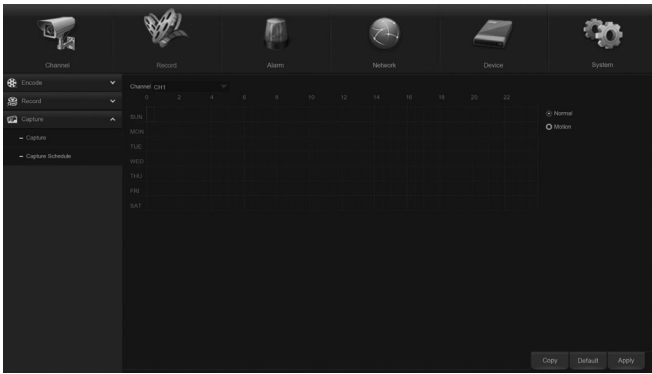 Channel Record Alarm Network Device System
Encode
Record
Capture
– Capture
– Capture Schedule
Channel CH1
0 2 4 6 8 10 12 14 16 18 20 22
SUN
MON
TUE
WED
THU
FRI
SAT
Normal
Motion
Copy Default Apply